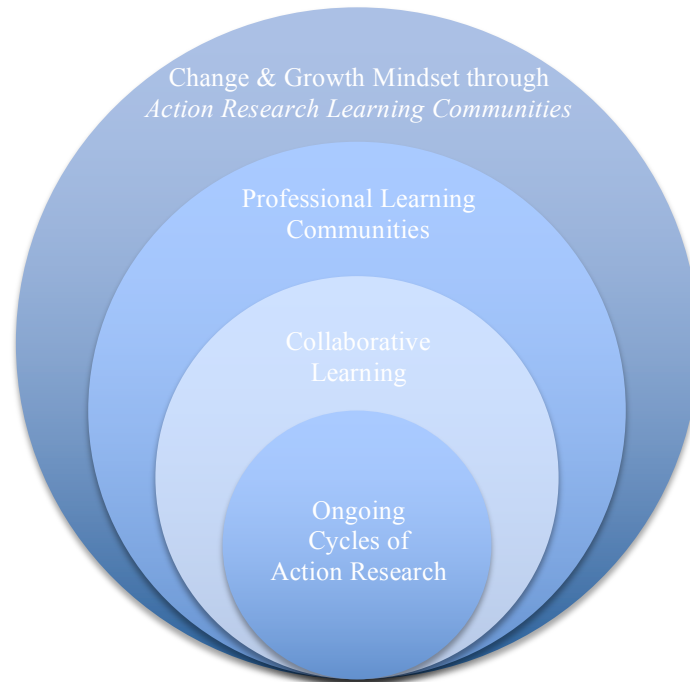 Change & Growth Mindset through
Action Research Learning Communities
Professional Learning
Communities
Collaborative
Learning
Ongoing
Cycles of
Action Research